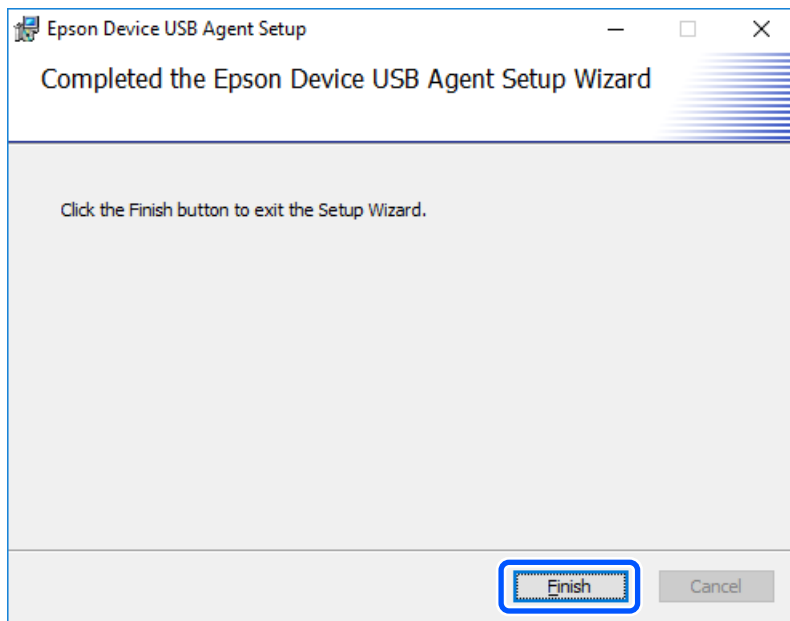 Epson Device USB Agent Setup
Completed the Epson Device USB Agent Setup Wizard
Click the Finish button to exit the Setup Wizard.
Finish
Cancel